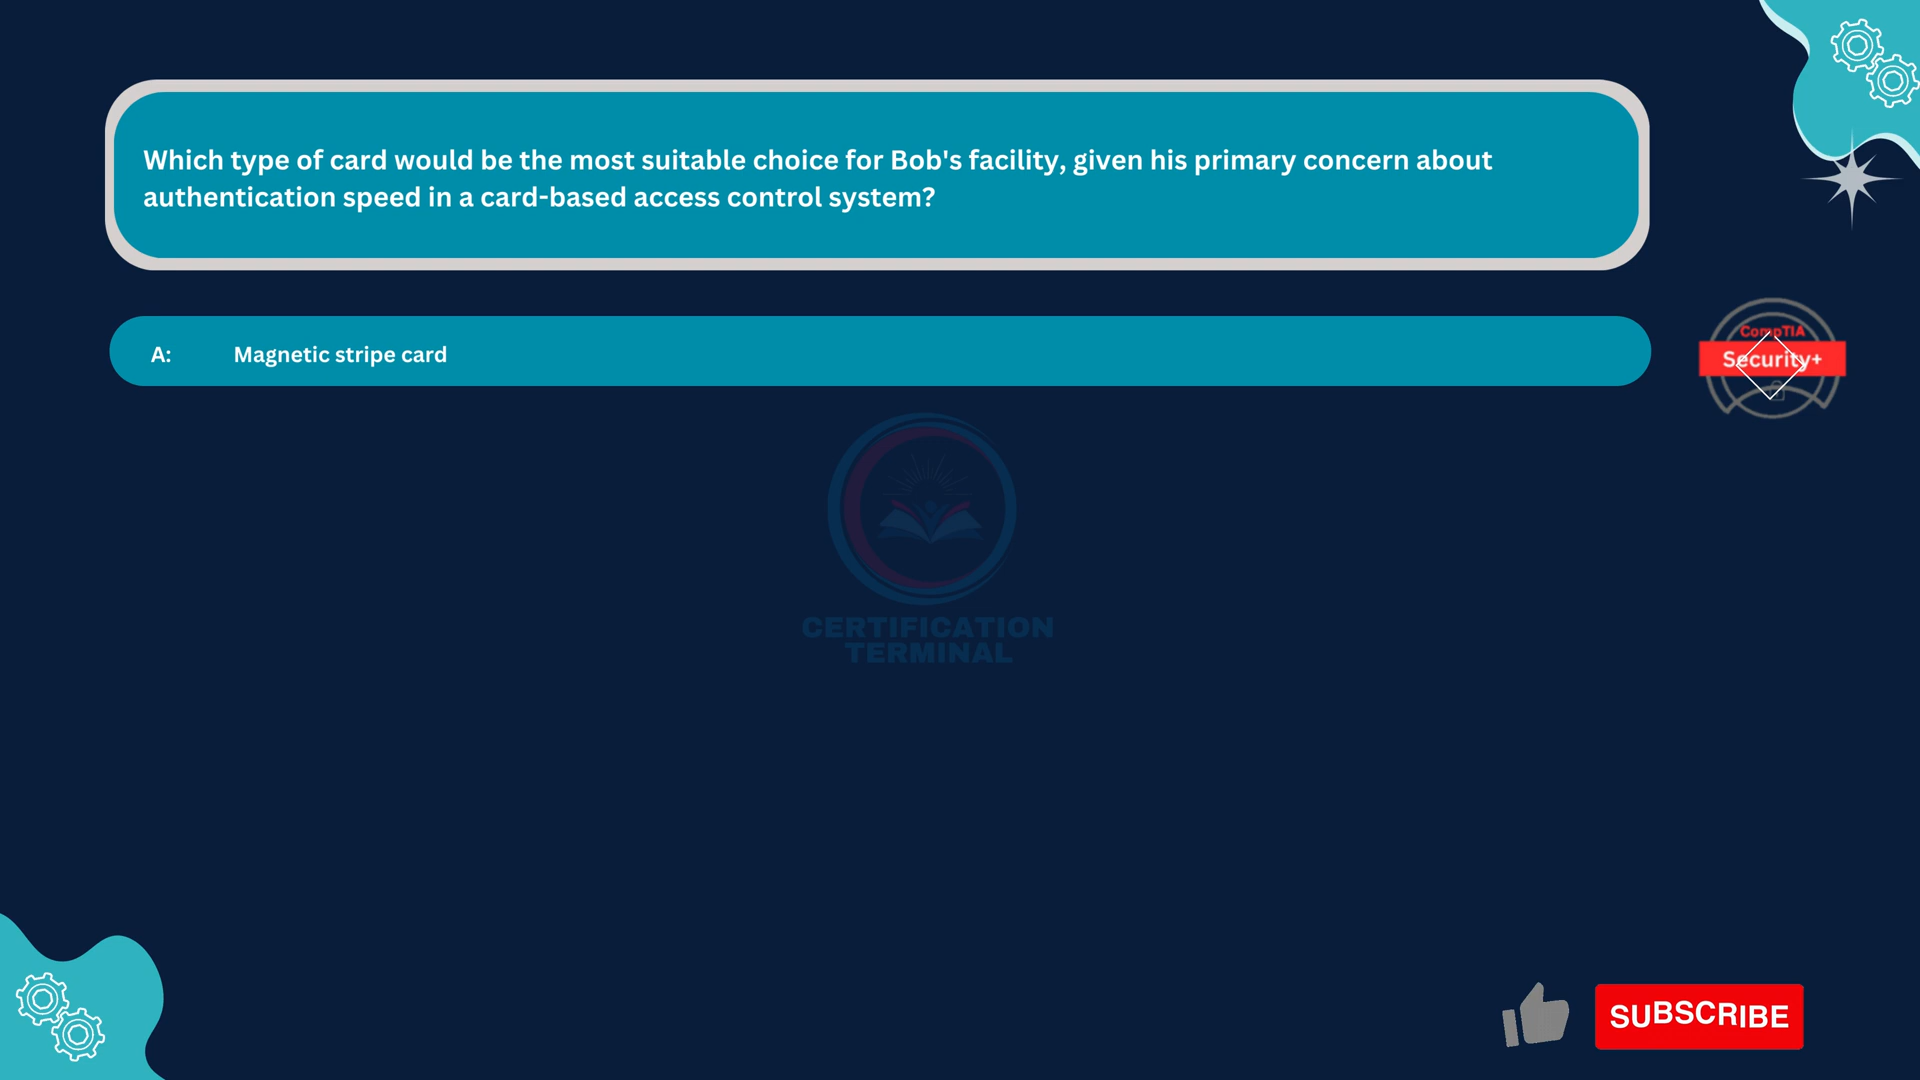 Which type of card would be the most suitable choice for Bob's facility, given his primary concern about
authentication speed in a card-based access control system?
A: Magnetic stripe card
CompTIA
Security+
CERTIFICATION
TERMINAL
SUBSCRIBE